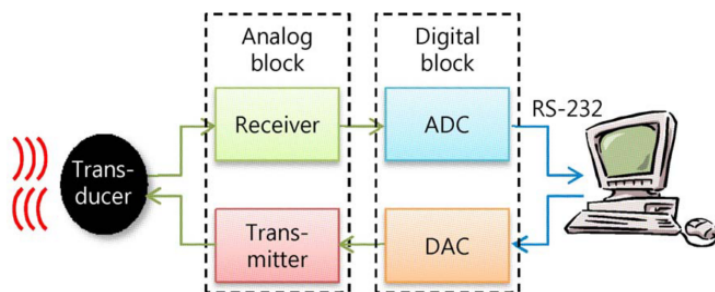 Analog
block
Digital
block
RS-232
Receiver
ADC
Trans-
ducer
Trans-
mitter
DAC